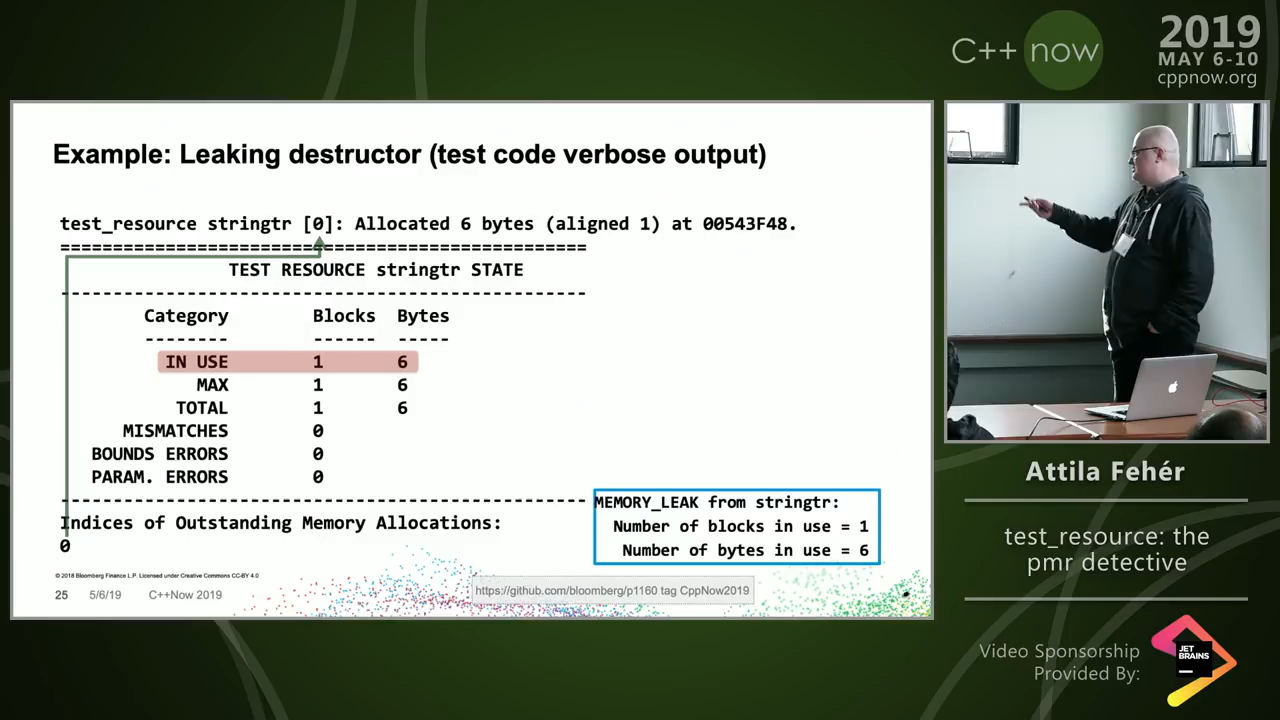 C++ now
2019
MAY 6-10
cppnow.org
Example: Leaking destructor (test code verbose output)
test_resource stringtr [0]: Allocated 6 bytes (aligned 1) at 00543F48.
===================================================
TEST RESOURCE stringtr STATE
---------------------------------------------------
Category Blocks Bytes
-------- ------ -----
IN USE 1 6
MAX 1 6
TOTAL 1 6
MISMATCHES 0
BOUNDS ERRORS 0
PARAM. ERRORS 0
---------------------------------------------------
Indices of Outstanding Memory Allocations:
0
MEMORY_LEAK from stringtr:
Number of blocks in use = 1
Number of bytes in use = 6
© 2018 Bloomberg Finance L.P. Licensed under Creative Commons CC-BY 4.0
25 5/6/19 C++Now 2019
https://github.com/bloomberg/p1160 tag CppNow2019
Attila Fehér
test_resource: the
pmr detective
Video Sponsorship
Provided By:
JET
BRAINS